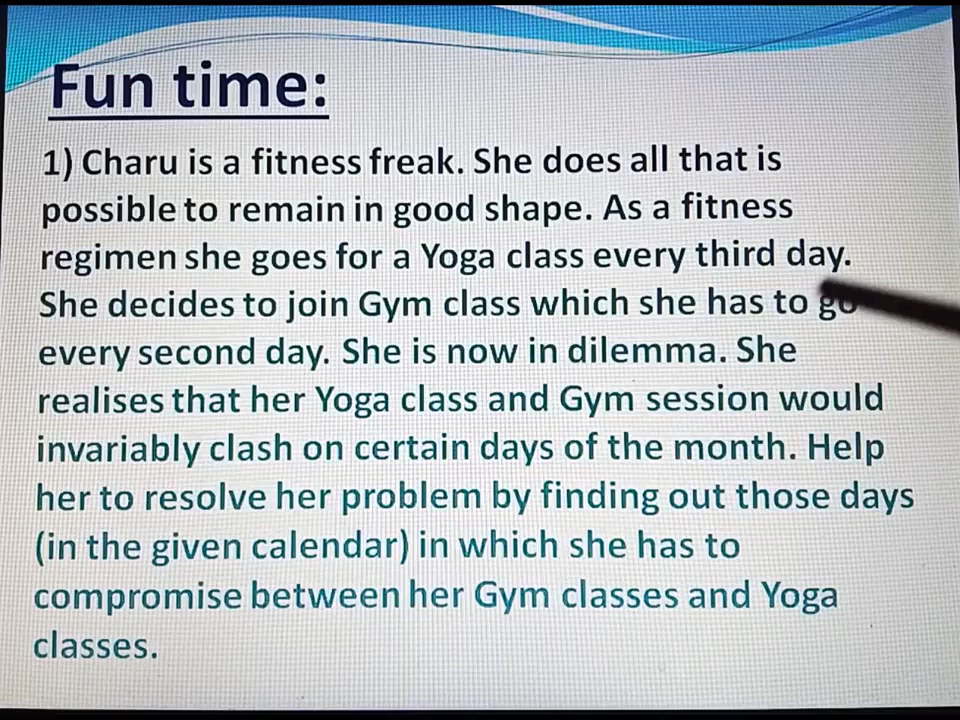 Fun time:
1) Charu is a fitness freak. She does all that is
possible to remain in good shape. As a fitness
regimen she goes for a Yoga class every third day.
She decides to join Gym class which she has to go
every second day. She is now in dilemma. She
realises that her Yoga class and Gym session would
invariably clash on certain days of the month. Help
her to resolve her problem by finding out those days
(in the given calendar) in which she has to
compromise between her Gym classes and Yoga
classes.